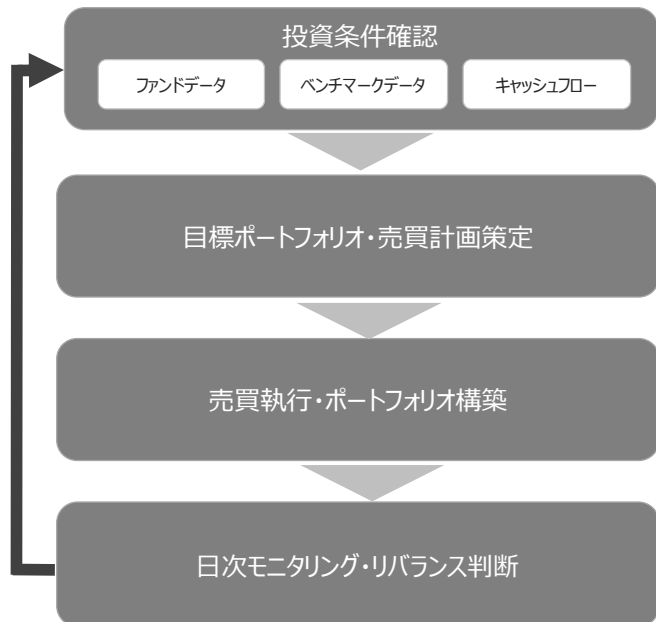 投資条件確認
ファンドデータ
ベンチマークデータ
キャッシュフロー
目標ポートフォリオ・売買計画策定
売買執行・ポートフォリオ構築
日次モニタリング・リバランス判断